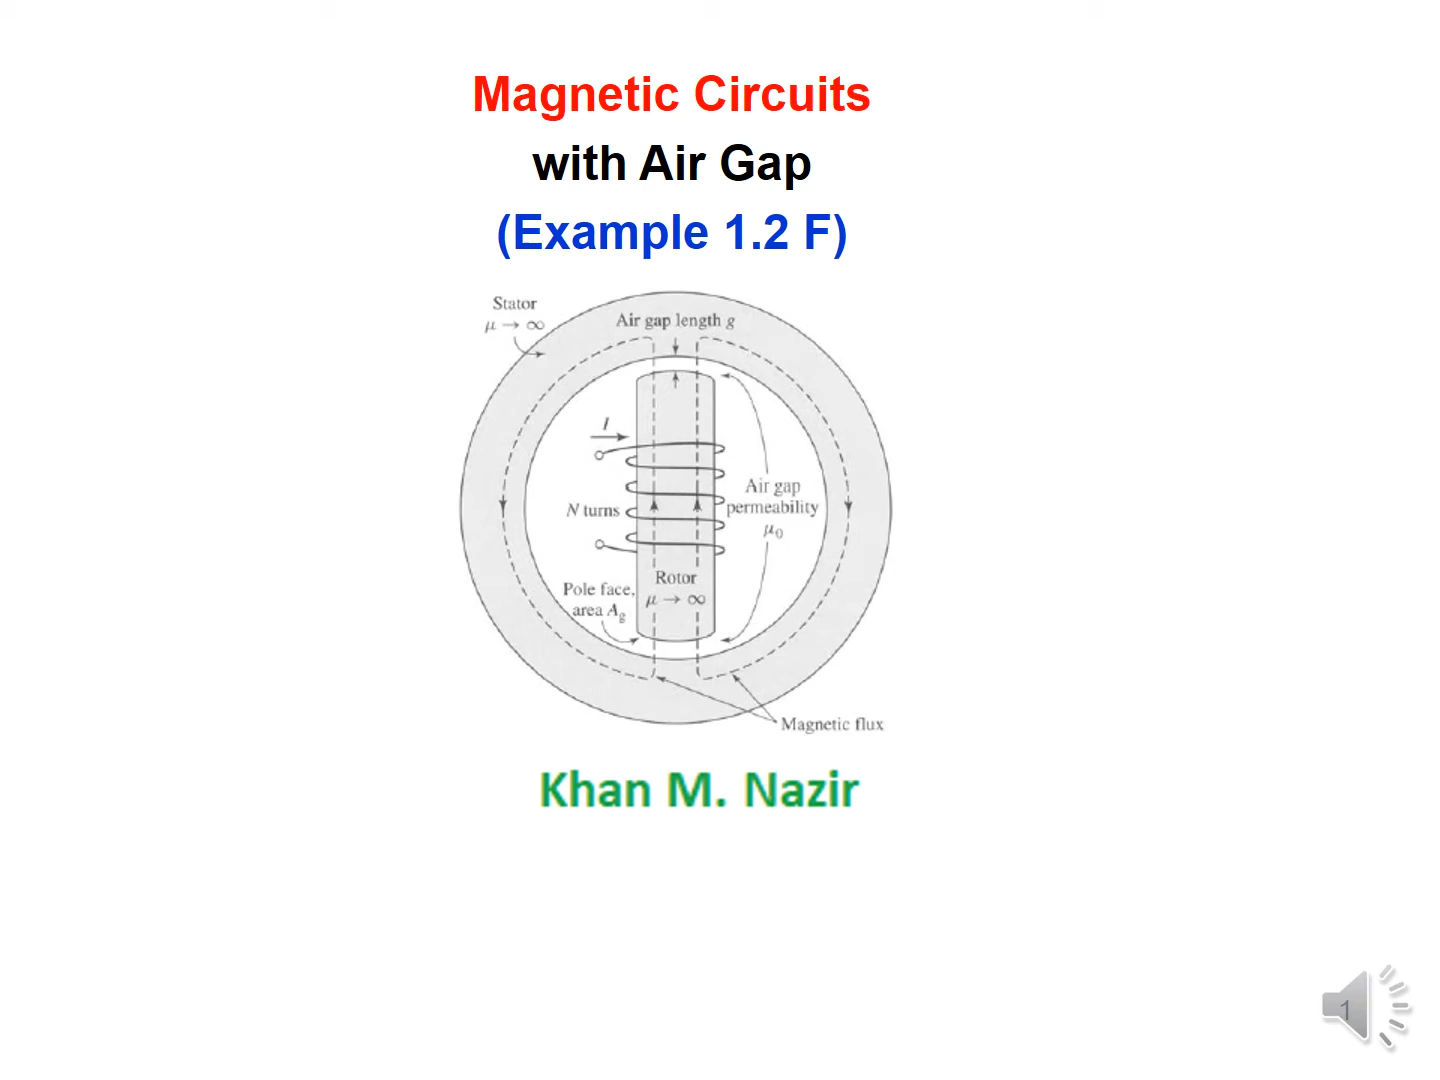 Magnetic Circuits
with Air Gap
(Example 1.2 F)
Stator
μ → ∞
Air gap length g
I
Air gap
permeability
μ0
N turns
Rotor
μ → ∞
Pole face,
area Ag
Magnetic flux
Khan M. Nazir
1